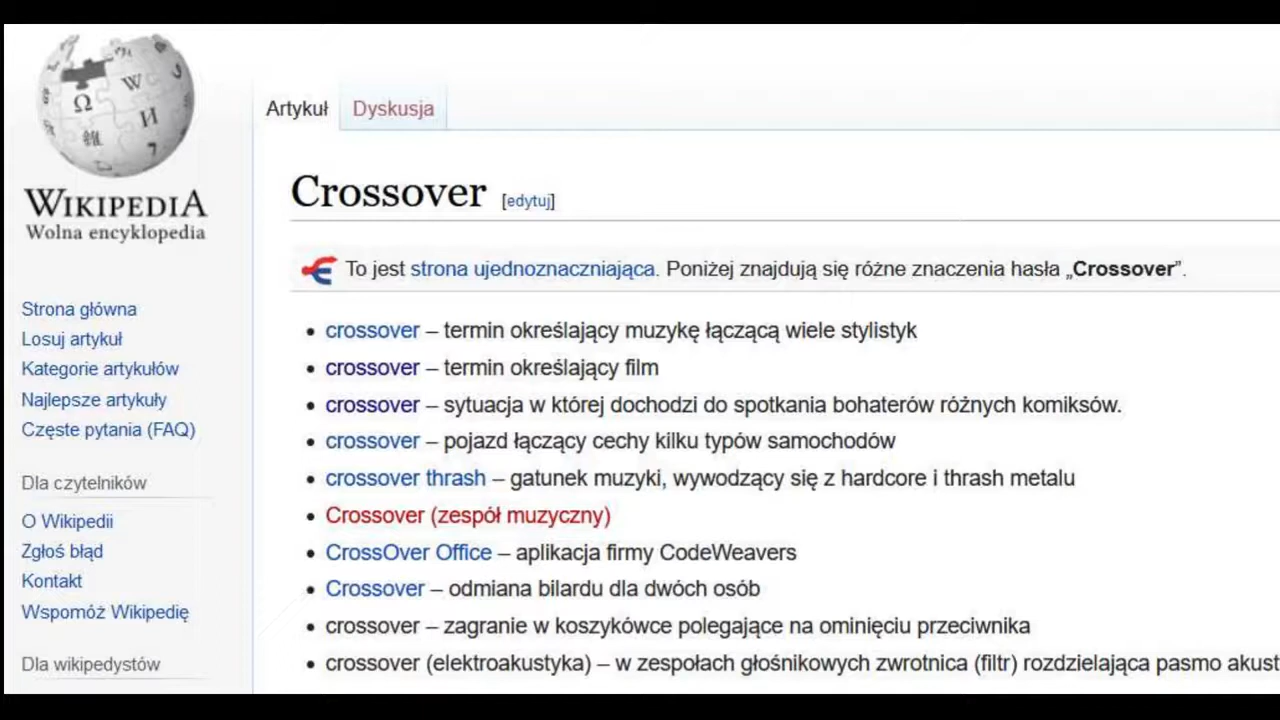 WIKIPEDIA
Wolna encyklopedia
Strona główna
Losuj artykuł
Kategorie artykułów
Najlepsze artykuły
Częste pytania (FAQ)
Dla czytelników
O Wikipedii
Zgłoś błąd
Kontakt
Wspomóż Wikipedię
Dla wikipedystów
Artykuł Dyskusja
Crossover [edytuj]
To jest strona ujednoznaczniająca. Poniżej znajdują się różne znaczenia hasła „Crossover”.
• crossover – termin określający muzykę łączącą wiele stylistyk
• crossover – termin określający film
• crossover – sytuacja w której dochodzi do spotkania bohaterów różnych komiksów.
• crossover – pojazd łączący cechy kilku typów samochodów
• crossover thrash – gatunek muzyki, wywodzący się z hardcore i thrash metalu
• Crossover (zespół muzyczny)
• CrossOver Office – aplikacja firmy CodeWeavers
• Crossover – odmiana bilardu dla dwóch osób
• crossover – zagranie w koszykówce polegające na ominięciu przeciwnika
• crossover (elektroakustyka) – w zespołach głośnikowych zwrotnica (filtr) rozdzielająca pasmo akust